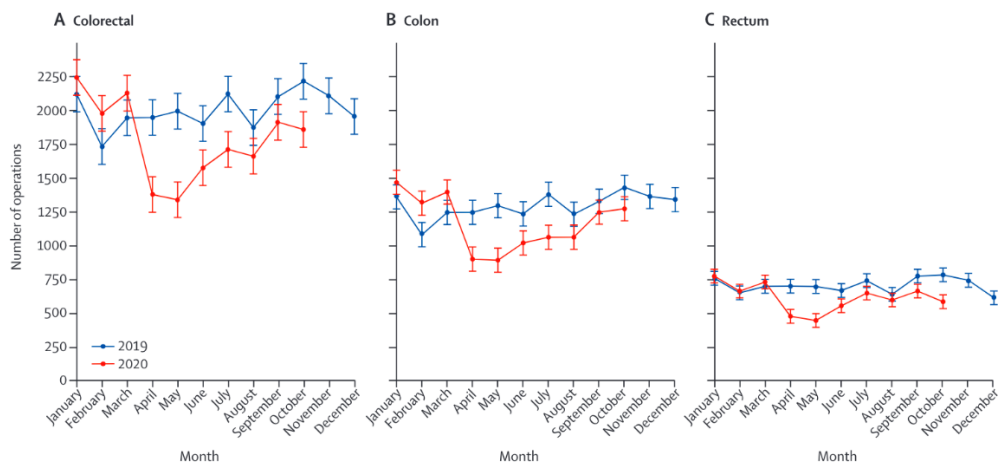 A Colorectal
B Colon
C Rectum
Number of operations
2250
2000
1750
1500
1250
1000
750
500
250
0
2019
2020
January
February
March
April
May
June
July
August
September
October
November
December
Month
January
February
March
April
May
June
July
August
September
October
November
December
Month
January
February
March
April
May
June
July
August
September
October
November
December
Month